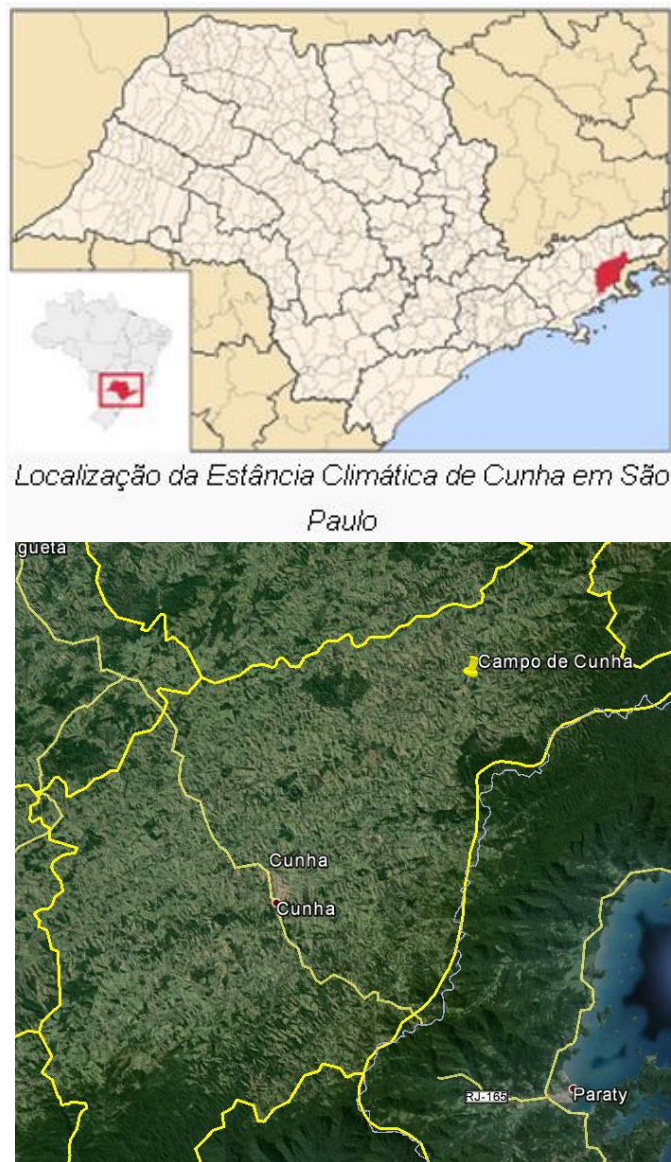 Localização da Estância Climática de Cunha em São
Paulo
gueta
Campo de Cunha
Cunha
Cunha
RJ-165
Paraty